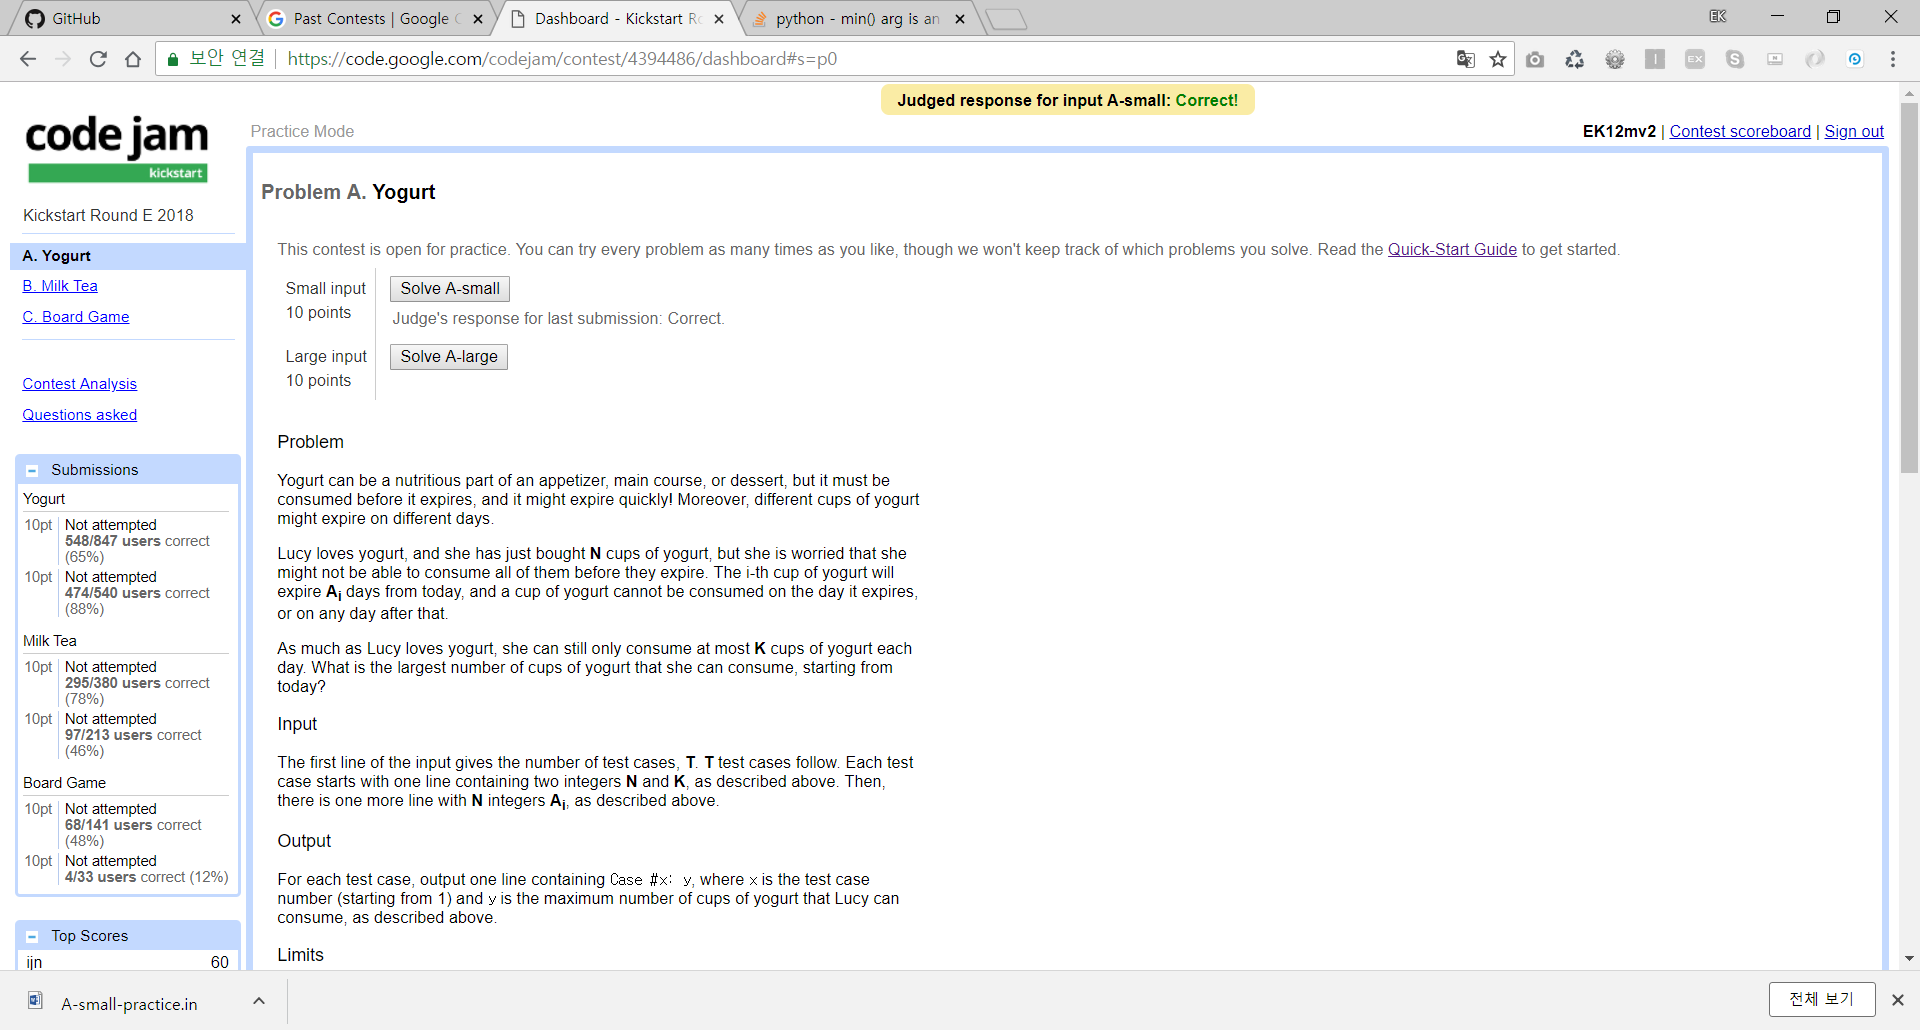 GitHub
Past Contests | Google C
Dashboard - Kickstart Ro
python - min() arg is an
EK
보안 연결
https://code.google.com/codejam/contest/4394486/dashboard#s=p0
Judged response for input A-small: Correct!
code jam
kickstart
Practice Mode
EK12mv2 | Contest scoreboard | Sign out
Kickstart Round E 2018
A. Yogurt
B. Milk Tea
C. Board Game
Contest Analysis
Questions asked
Submissions
Yogurt
10pt Not attempted
548/847 users correct
(65%)
10pt Not attempted
474/540 users correct
(88%)
Milk Tea
10pt Not attempted
295/380 users correct
(78%)
10pt Not attempted
97/213 users correct
(46%)
Board Game
10pt Not attempted
68/141 users correct
(48%)
10pt Not attempted
4/33 users correct (12%)
Top Scores
ijn 60
Problem A. Yogurt
This contest is open for practice. You can try every problem as many times as you like, though we won't keep track of which problems you solve. Read the Quick-Start Guide to get started.
Small input
10 points
Solve A-small
Judge's response for last submission: Correct.
Large input
10 points
Solve A-large
Problem
Yogurt can be a nutritious part of an appetizer, main course, or dessert, but it must be
consumed before it expires, and it might expire quickly! Moreover, different cups of yogurt
might expire on different days.
Lucy loves yogurt, and she has just bought N cups of yogurt, but she is worried that she
might not be able to consume all of them before they expire. The i-th cup of yogurt will
expire Ai days from today, and a cup of yogurt cannot be consumed on the day it expires,
or on any day after that.
As much as Lucy loves yogurt, she can still only consume at most K cups of yogurt each
day. What is the largest number of cups of yogurt that she can consume, starting from
today?
Input
The first line of the input gives the number of test cases, T. T test cases follow. Each test
case starts with one line containing two integers N and K, as described above. Then,
there is one more line with N integers Ai, as described above.
Output
For each test case, output one line containing Case #x: y, where x is the test case
number (starting from 1) and y is the maximum number of cups of yogurt that Lucy can
consume, as described above.
Limits
A-small-practice.in
전체 보기